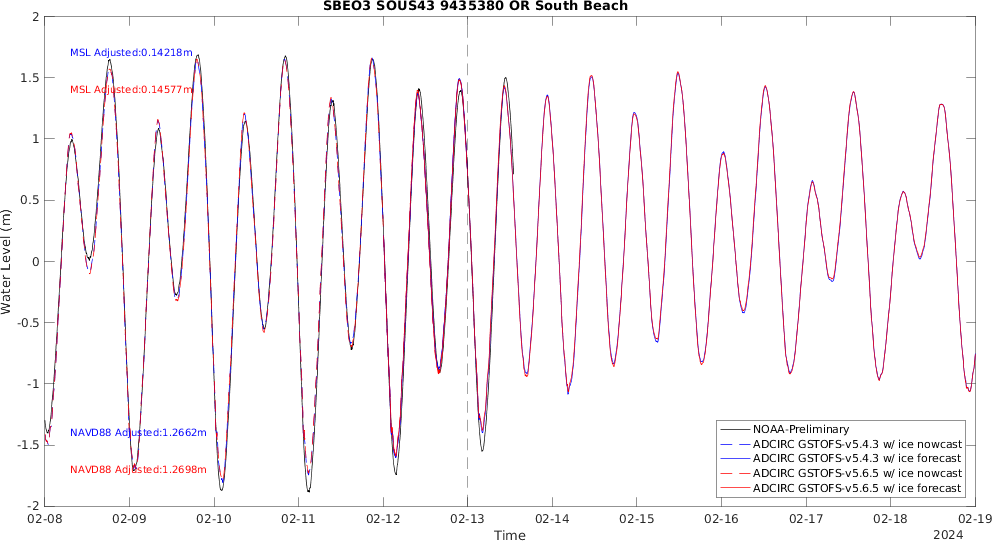 SBEO3 SOUS43 9435380 OR South Beach
2
1.5
1
0.5
0
-0.5
-1
-1.5
-2
Water Level (m)
MSL Adjusted:0.14218m
MSL Adjusted:0.14577m
NAVD88 Adjusted:1.2662m
NAVD88 Adjusted:1.2698m
NOAA-Preliminary
ADCIRC GSTOFS-v5.4.3 w/ ice nowcast
ADCIRC GSTOFS-v5.4.3 w/ ice forecast
ADCIRC GSTOFS-v5.6.5 w/ ice nowcast
ADCIRC GSTOFS-v5.6.5 w/ ice forecast
02-08 02-09 02-10 02-11 02-12 02-13 02-14 02-15 02-16 02-17 02-18 02-19
Time
2024